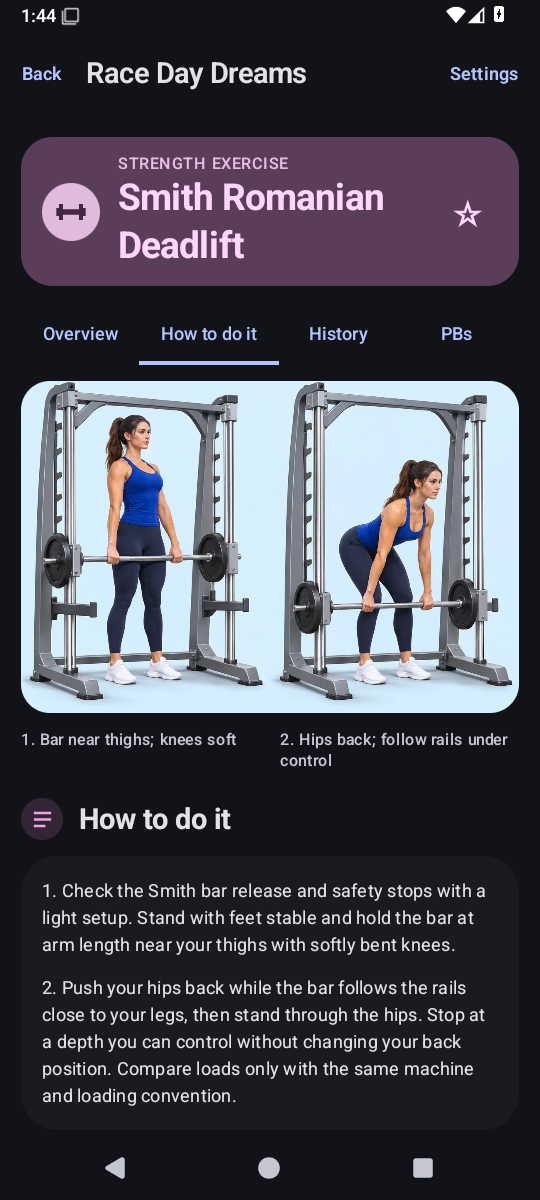 1:44
Back
Race Day Dreams
Settings
STRENGTH EXERCISE
Smith Romanian
Deadlift
Overview
How to do it
History
PBs
1. Bar near thighs; knees soft
2. Hips back; follow rails under
control
How to do it
1. Check the Smith bar release and safety stops with a
light setup. Stand with feet stable and hold the bar at
arm length near your thighs with softly bent knees.
2. Push your hips back while the bar follows the rails
close to your legs, then stand through the hips. Stop at
a depth you can control without changing your back
position. Compare loads only with the same machine
and loading convention.